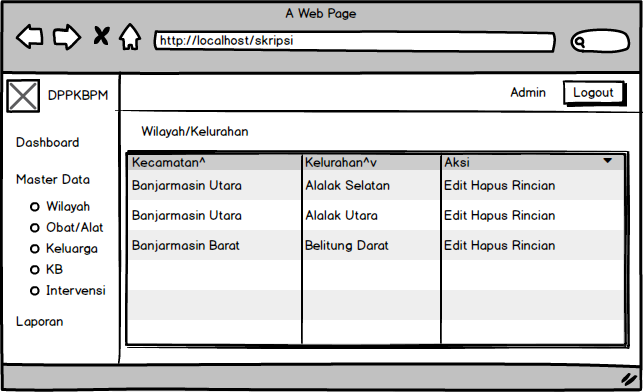 A Web Page
http://localhost/skripsi
DPPKBPM
Admin
Logout
Dashboard
Master Data
Wilayah
Obat/Alat
Keluarga
KB
Intervensi
Laporan
Wilayah/Kelurahan
Kecamatan^ Kelurahan^v Aksi
Banjarmasin Utara Alalak Selatan Edit Hapus Rincian
Banjarmasin Utara Alalak Utara Edit Hapus Rincian
Banjarmasin Barat Belitung Darat Edit Hapus Rincian